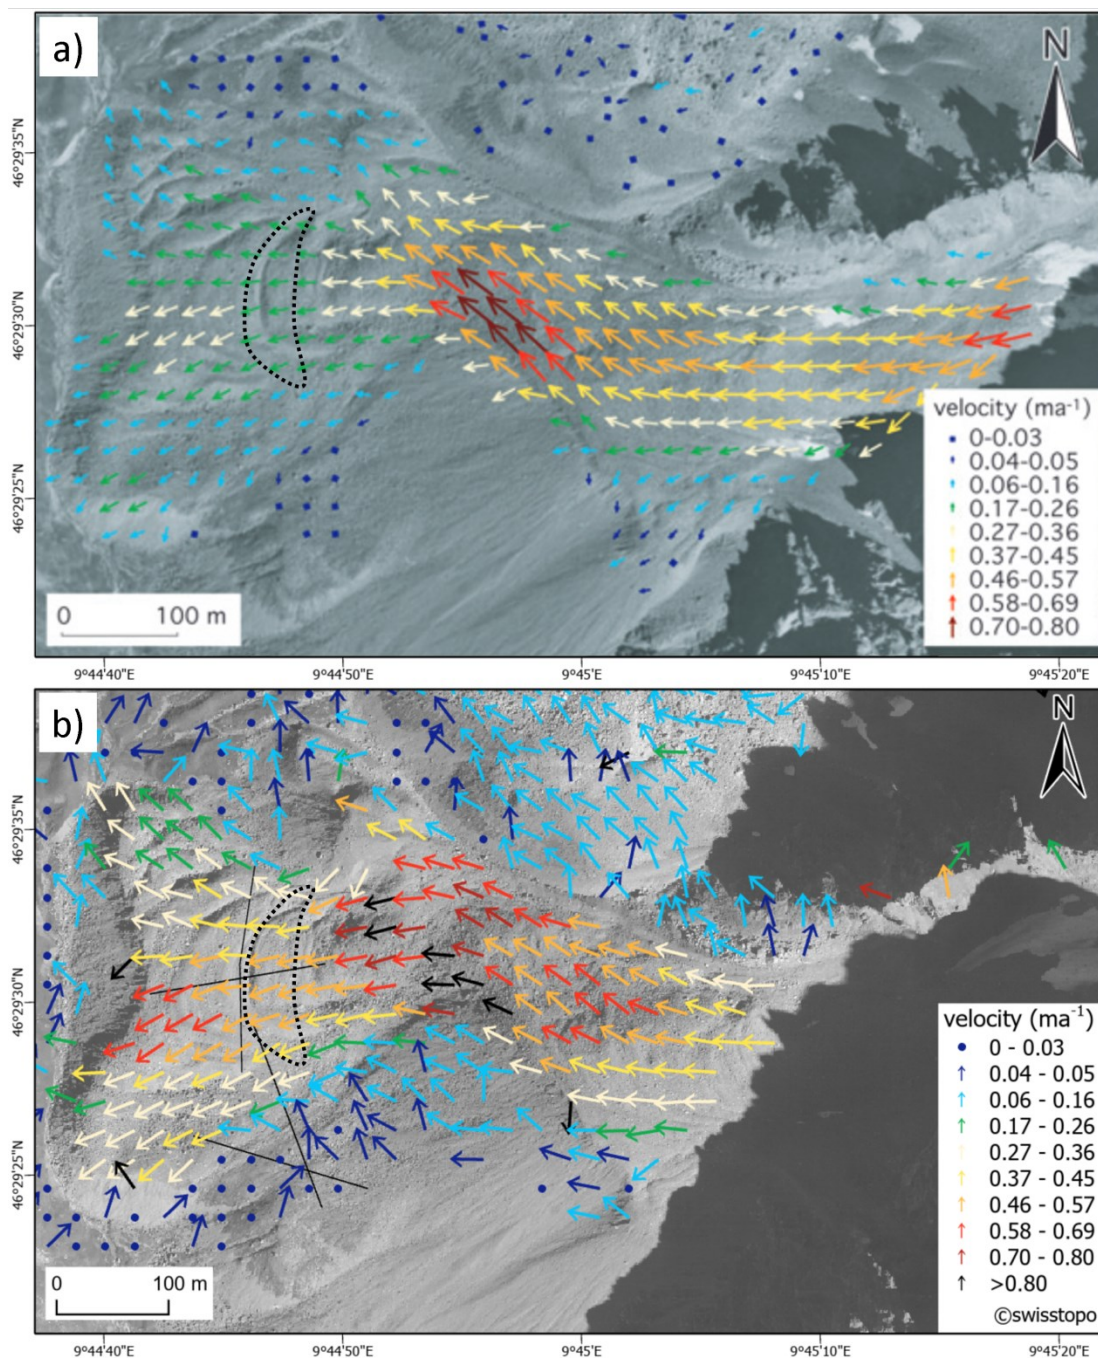 a)
N
46°29'35"N
46°29'30"N
46°29'25"N
velocity (ma⁻¹)
0-0.03
0.04-0.05
0.06-0.16
0.17-0.26
0.27-0.36
0.37-0.45
0.46-0.57
0.58-0.69
0.70-0.80
0 100 m
9°44'40"E 9°44'50"E 9°45'E 9°45'10"E 9°45'20"E
b)
N
46°29'35"N
46°29'30"N
46°29'25"N
velocity (ma⁻¹)
0 - 0.03
0.04 - 0.05
0.06 - 0.16
0.17 - 0.26
0.27 - 0.36
0.37 - 0.45
0.46 - 0.57
0.58 - 0.69
0.70 - 0.80
>0.80
©swisstopo
0 100 m
9°44'40"E 9°44'50"E 9°45'E 9°45'10"E 9°45'20"E